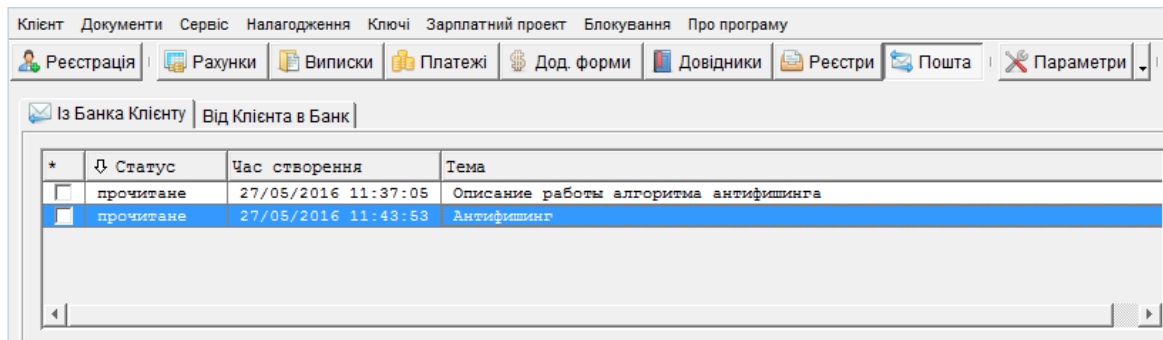 Клієнт Документи Сервіс Налагодження Ключі Зарплатний проект Блокування Про програму
Реєстрація Рахунки Виписки Платежі Дод. форми Довідники Реєстри Пошта Параметри
Із Банка Клієнту Від Клієнта в Банк
* Статус Час створення Тема
прочитане 27/05/2016 11:37:05 Описание работы алгоритма антифишинга
прочитане 27/05/2016 11:43:53 Антифишинг